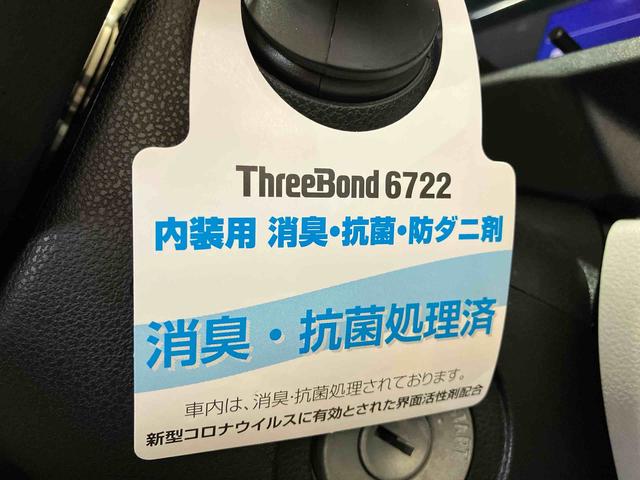 ThreeBond 6722
内装用 消臭・抗菌・防ダニ剤
消臭・抗菌処理済
車内は、消臭・抗菌処理されております。
新型コロナウイルスに有効とされた界面活性剤配合
START